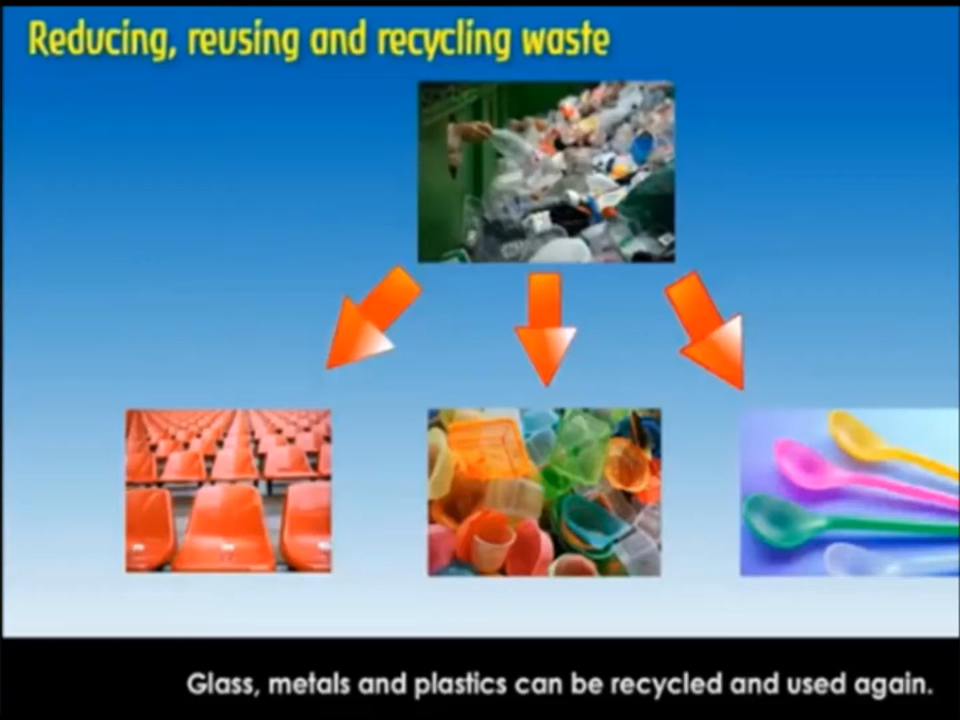 Reducing, reusing and recycling waste
Glass, metals and plastics can be recycled and used again.